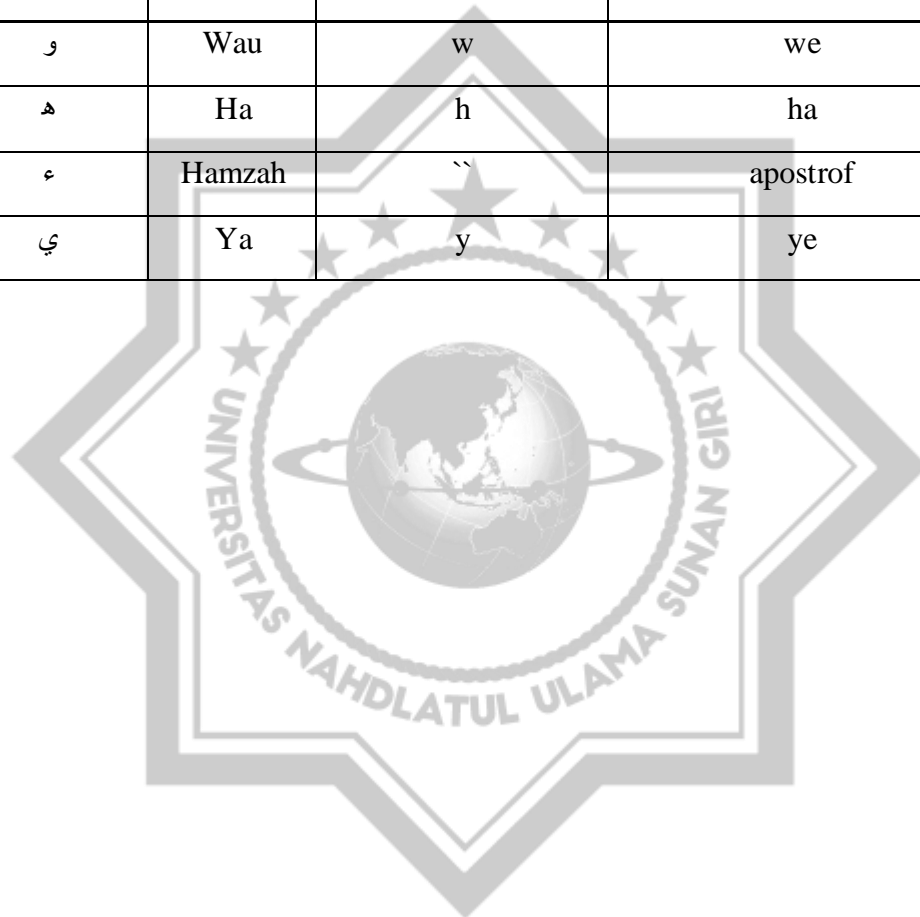 و Wau w we
ﻫ Ha h ha
ء Hamzah `` apostrof
ي Ya y ye
UNIVERSITAS NAHDLATUL ULAMA SUNAN GIRI